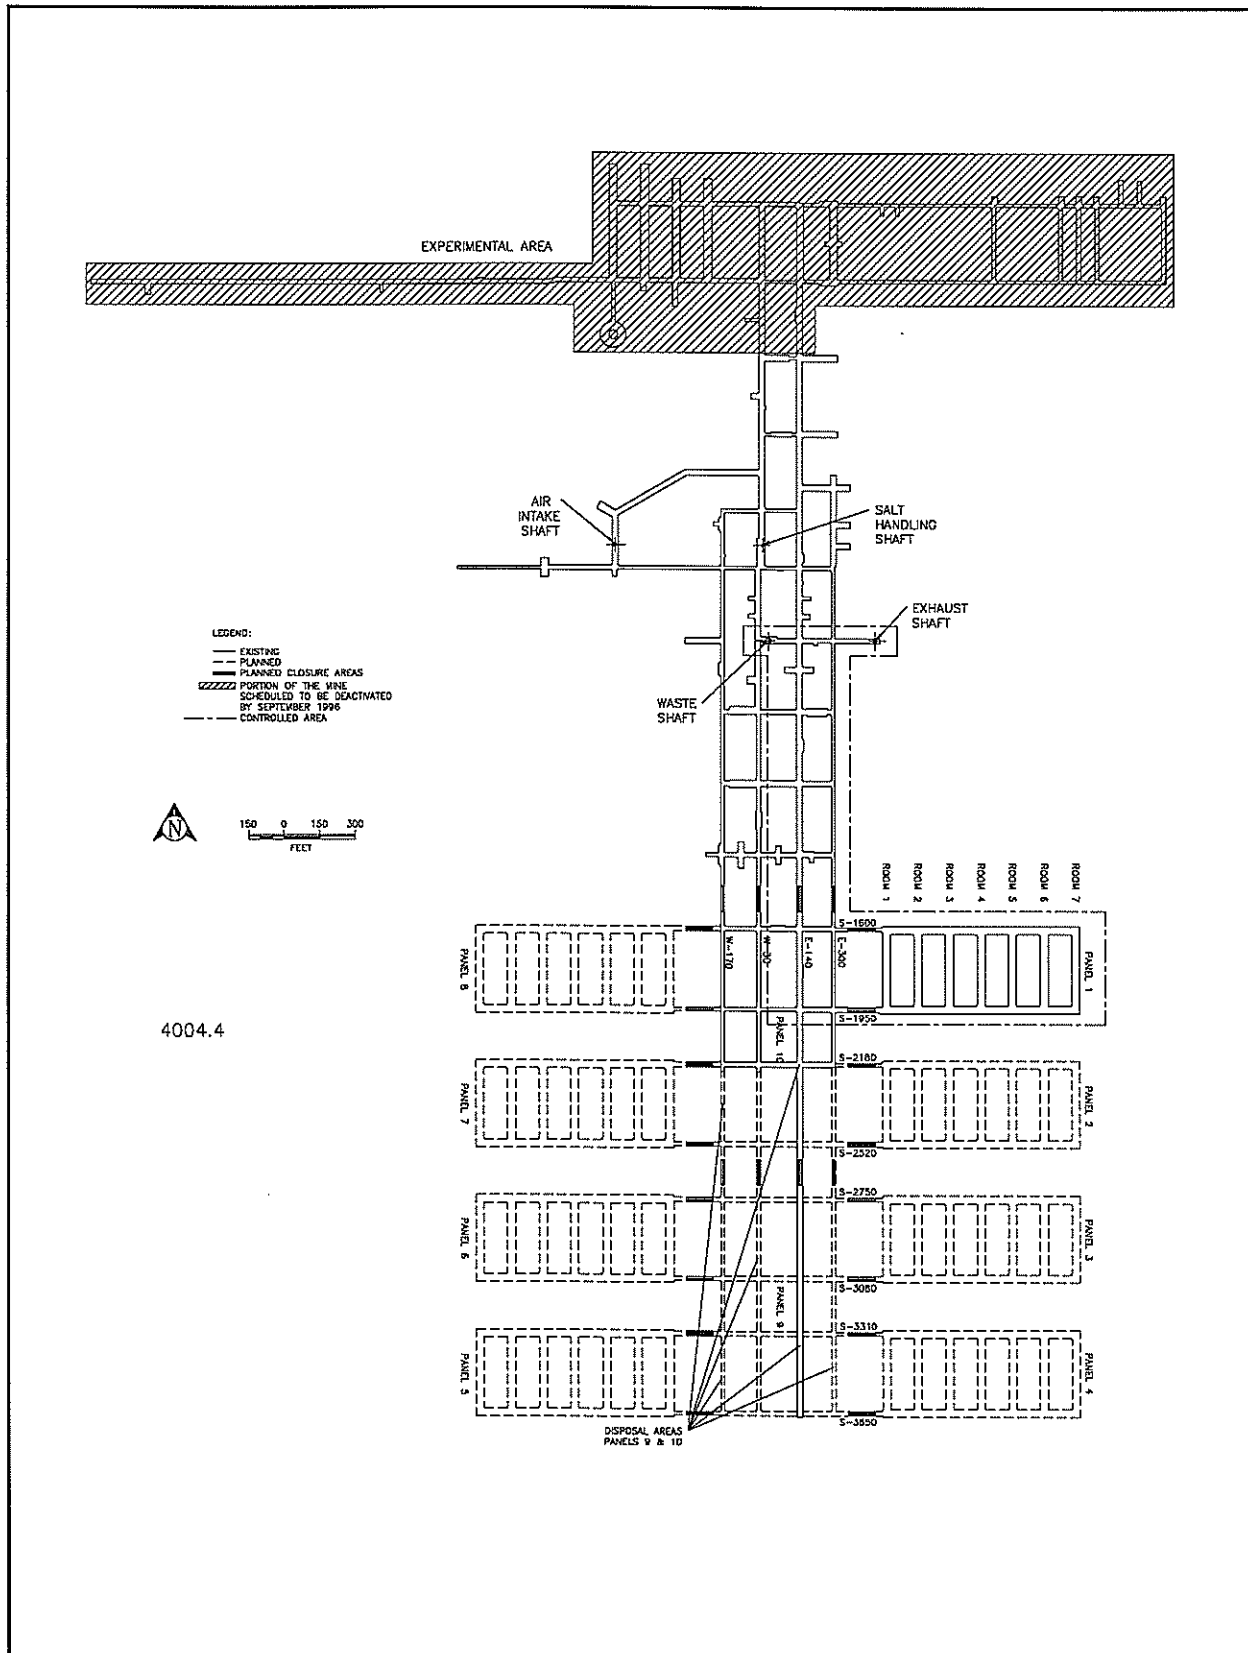 EXPERIMENTAL AREA
AIR
INTAKE
SHAFT
SALT
HANDLING
SHAFT
EXHAUST
SHAFT
WASTE
SHAFT
LEGEND:
EXISTING
PLANNED
PLANNED CLOSURE AREAS
PORTION OF THE MINE
SCHEDULED TO BE DEACTIVATED
BY SEPTEMBER 1996
CONTROLLED AREA
N
150 0 150 300
FEET
ROOM 1
ROOM 2
ROOM 3
ROOM 4
ROOM 5
ROOM 6
ROOM 7
S-1600
W-170
W-30
E-140
E-300
PANEL 8
PANEL 1
S-1950
4004.4
PANEL 10
S-2180
PANEL 7
PANEL 2
S-2520
S-2750
PANEL 6
PANEL 3
S-3080
PANEL 9
S-3310
PANEL 5
PANEL 4
S-3650
DISPOSAL AREAS
PANELS 9 & 10